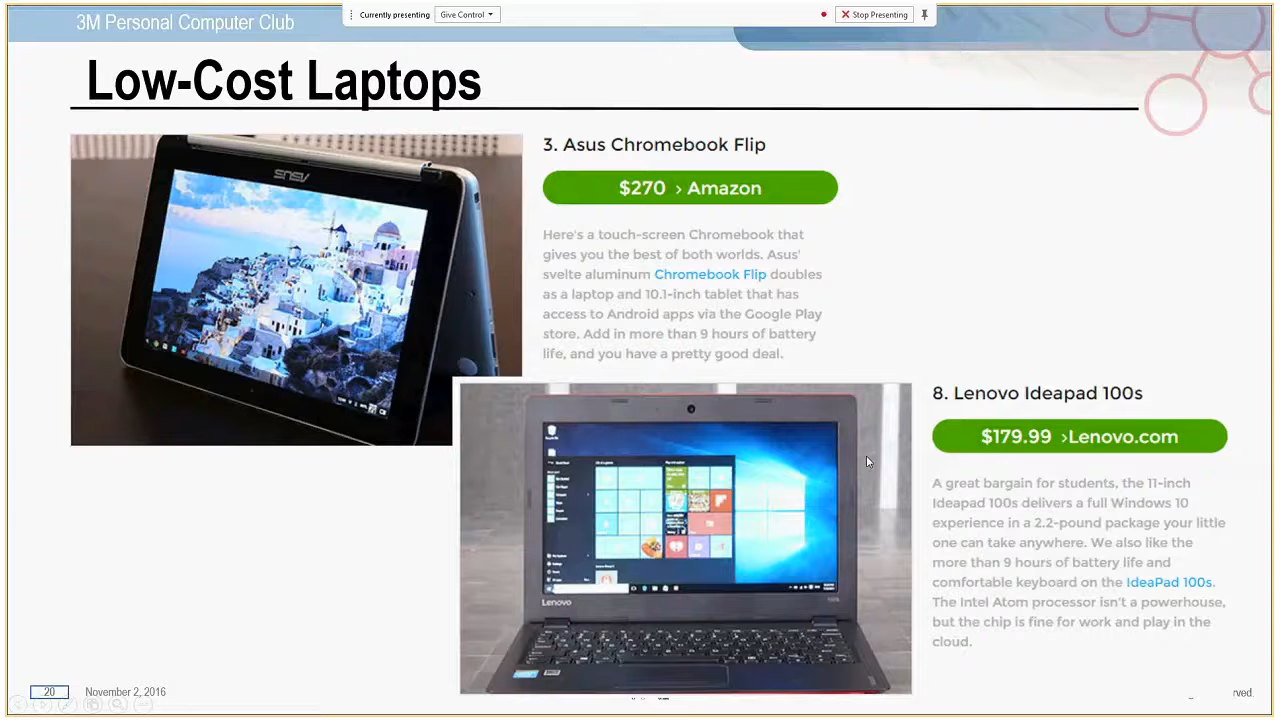 3M Personal Computer Club
Currently presenting
Give Control
Stop Presenting
Low-Cost Laptops
ASUS
3. Asus Chromebook Flip
$270 > Amazon
Here's a touch-screen Chromebook that
gives you the best of both worlds. Asus'
svelte aluminum Chromebook Flip doubles
as a laptop and 10.1-inch tablet that has
access to Android apps via the Google Play
store. Add in more than 9 hours of battery
life, and you have a pretty good deal.
8. Lenovo Ideapad 100s
$179.99 >Lenovo.com
A great bargain for students, the 11-inch
Ideapad 100s delivers a full Windows 10
experience in a 2.2-pound package your little
one can take anywhere. We also like the
more than 9 hours of battery life and
comfortable keyboard on the IdeaPad 100s.
The Intel Atom processor isn't a powerhouse,
but the chip is fine for work and play in the
cloud.
Lenovo
20
November 2, 2016
rved.